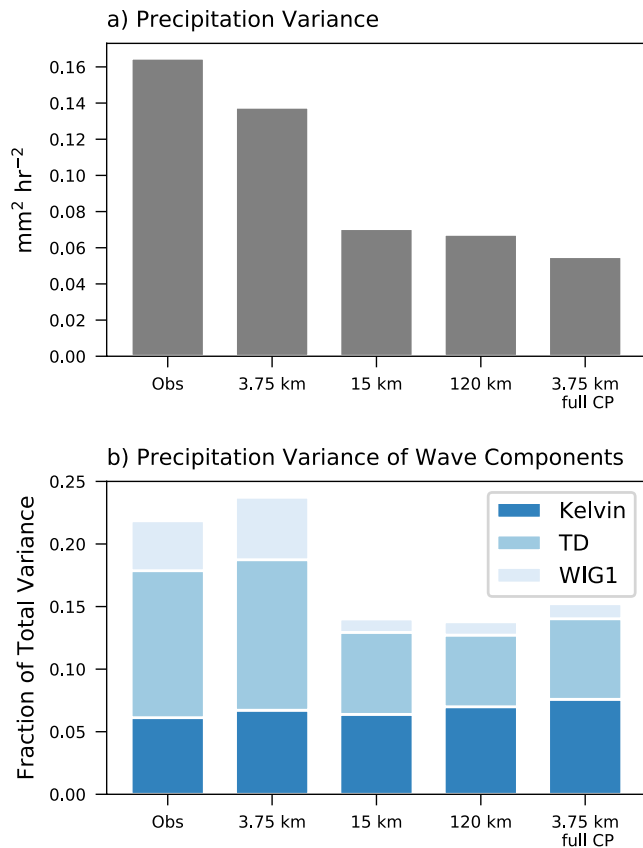 a) Precipitation Variance
mm² hr⁻²
0.16
0.14
0.12
0.10
0.08
0.06
0.04
0.02
0.00
Obs
3.75 km
15 km
120 km
3.75 km
full CP
b) Precipitation Variance of Wave Components
Fraction of Total Variance
0.25
0.20
0.15
0.10
0.05
0.00
Kelvin
TD
WIG1
Obs
3.75 km
15 km
120 km
3.75 km
full CP